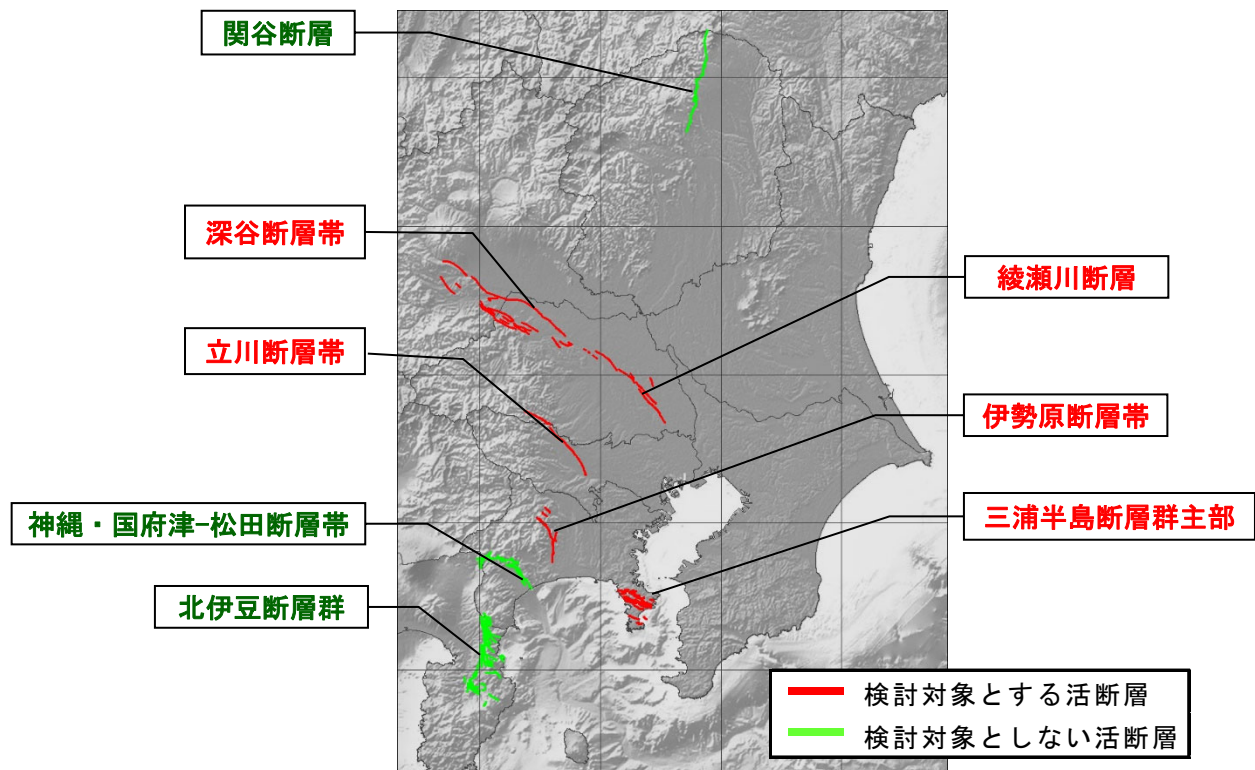 関谷断層
深谷断層帯
立川断層帯
神縄・国府津-松田断層帯
北伊豆断層群
綾瀬川断層
伊勢原断層帯
三浦半島断層群主部
検討対象とする活断層
検討対象としない活断層